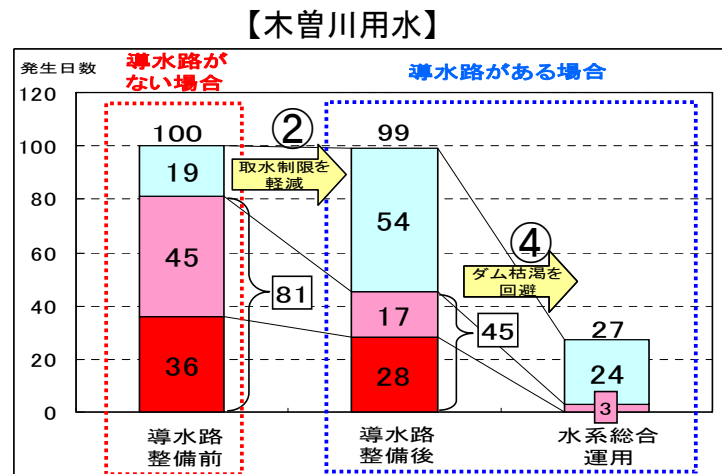 【木曽川用水】
発生日数
導水路が
ない場合
導水路がある場合
120
100
80
60
40
20
0
100
19
45
36
81
②
取水制限を
軽減
99
54
17
28
45
④
ダム枯渇を
回避
27
24
3
導水路
整備前
導水路
整備後
水系総合
運用